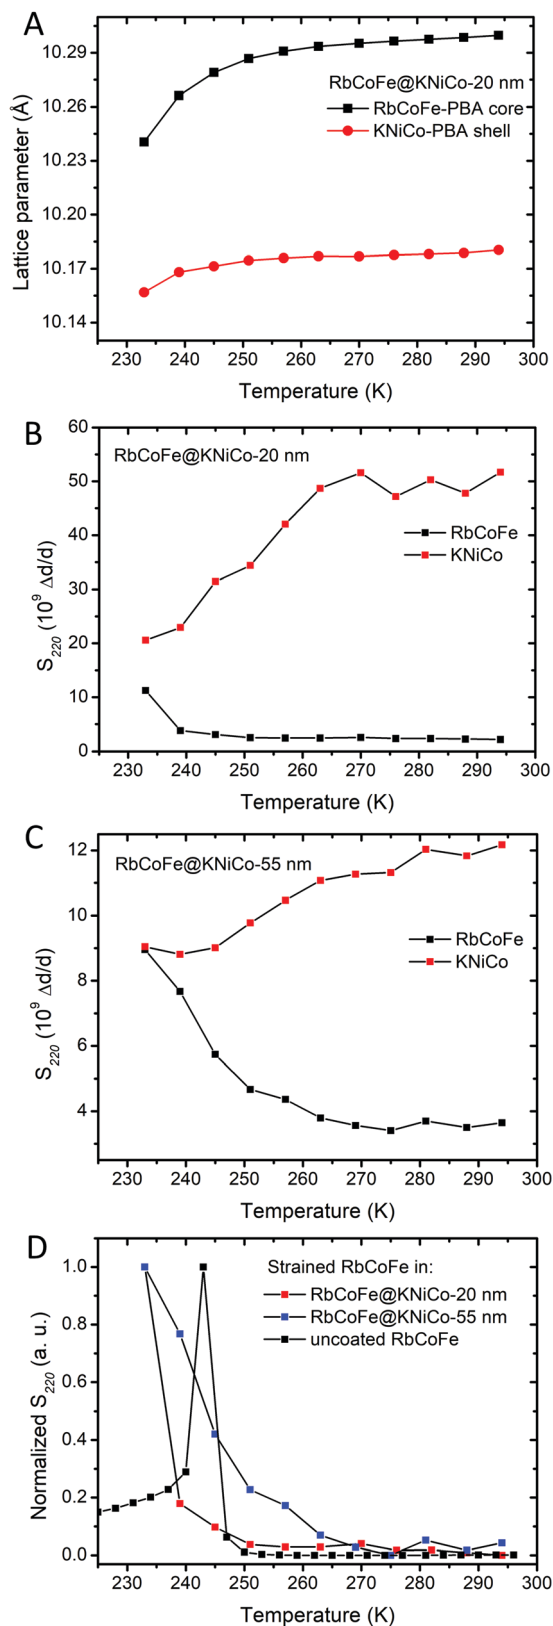 A
10.29
10.26
10.23
10.20
10.17
10.14
Lattice parameter (Å)
RbCoFe@KNiCo-20 nm
RbCoFe-PBA core
KNiCo-PBA shell
230 240 250 260 270 280 290 300
Temperature (K)
B
60
50
40
30
20
10
0
S220 (10⁹ Δd/d)
RbCoFe@KNiCo-20 nm
RbCoFe
KNiCo
230 240 250 260 270 280 290 300
Temperature (K)
C
12
10
8
6
4
S220 (10⁹ Δd/d)
RbCoFe@KNiCo-55 nm
RbCoFe
KNiCo
230 240 250 260 270 280 290 300
Temperature (K)
D
1.0
0.8
0.6
0.4
0.2
0.0
Normalized S220 (a. u.)
Strained RbCoFe in:
RbCoFe@KNiCo-20 nm
RbCoFe@KNiCo-55 nm
uncoated RbCoFe
230 240 250 260 270 280 290 300
Temperature (K)